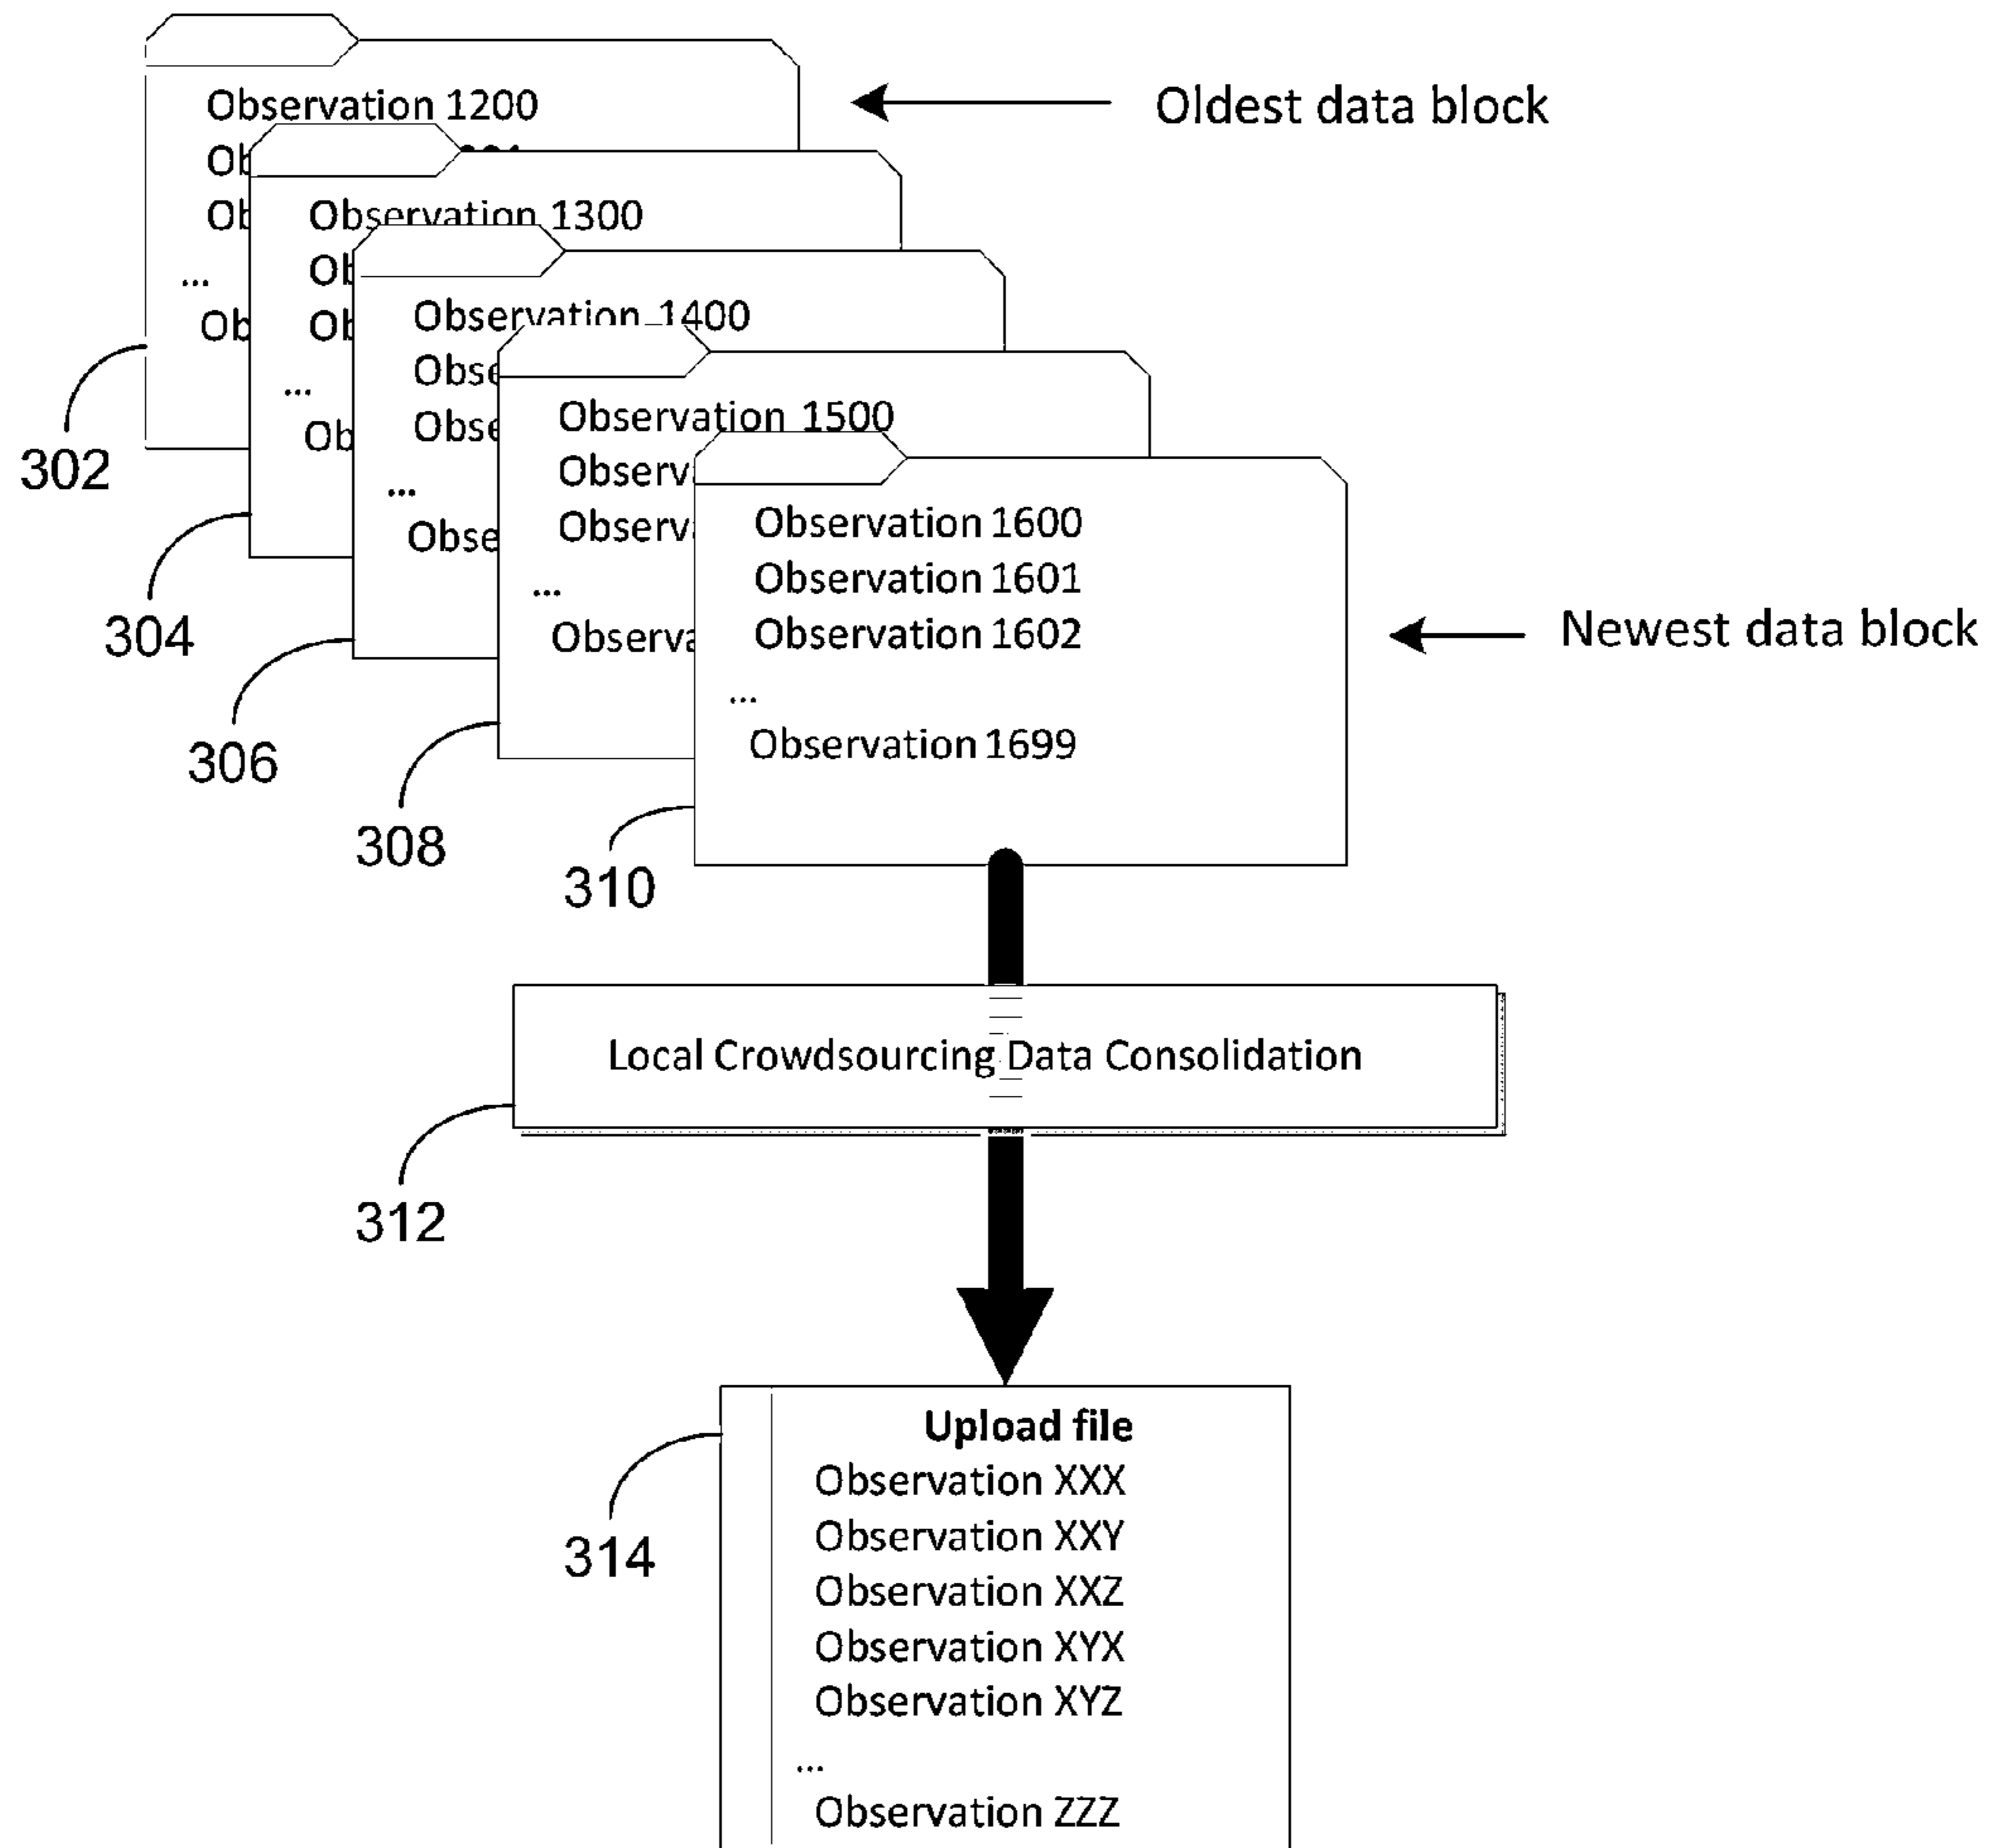 Observation 1200
Oldest data block
Observation 1300
...
Observation 1400
...
Observation 1500
...
Observation 1600
Observation 1601
Observation 1602
...
Observation 1699
Newest data block
...
302
304
306
308
310
Local Crowdsourcing Data Consolidation
312
Upload file
Observation XXX
Observation XXY
Observation XXZ
Observation XYX
Observation XYZ
...
Observation ZZZ
314